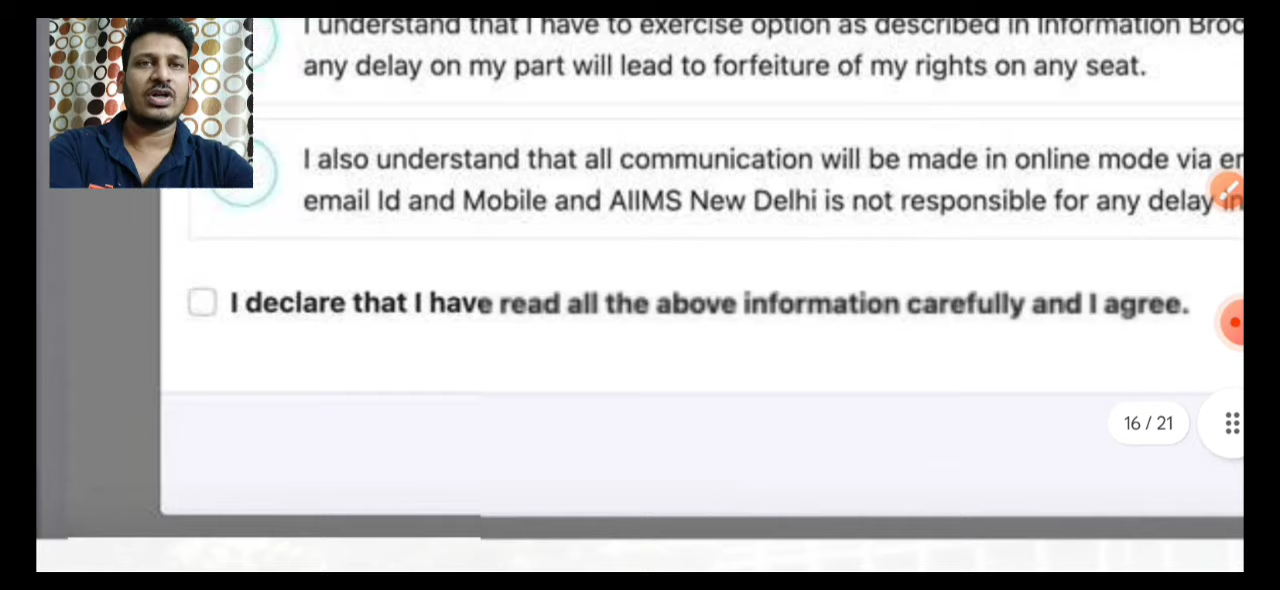 I understand that I have to exercise option as described in Information
any delay on my part will lead to forfeiture of my rights on any seat.
I also understand that all communication will be made in online mode via
email Id and Mobile and AIIMS New Delhi is not responsible for any delay in
I declare that I have read all the above information carefully and I agree.
16 / 21